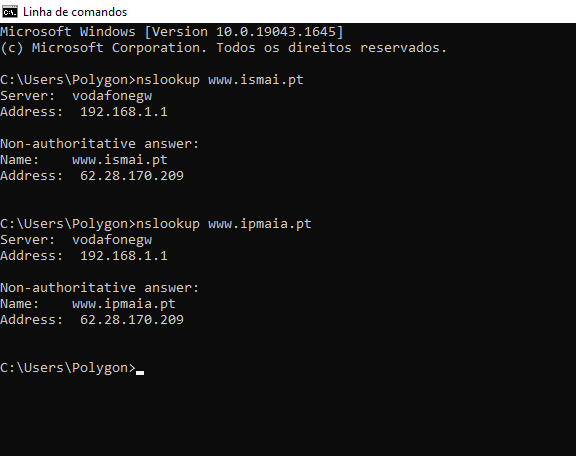 C:\.
Linha de comandos
Microsoft Windows [Version 10.0.19043.1645]
(c) Microsoft Corporation. Todos os direitos reservados.
C:\Users\Polygon>nslookup www.ismai.pt
Server:  vodafonegw
Address:  192.168.1.1
Non-authoritative answer:
Name:    www.ismai.pt
Address:  62.28.170.209
C:\Users\Polygon>nslookup www.ipmaia.pt
Server:  vodafonegw
Address:  192.168.1.1
Non-authoritative answer:
Name:    www.ipmaia.pt
Address:  62.28.170.209
C:\Users\Polygon>